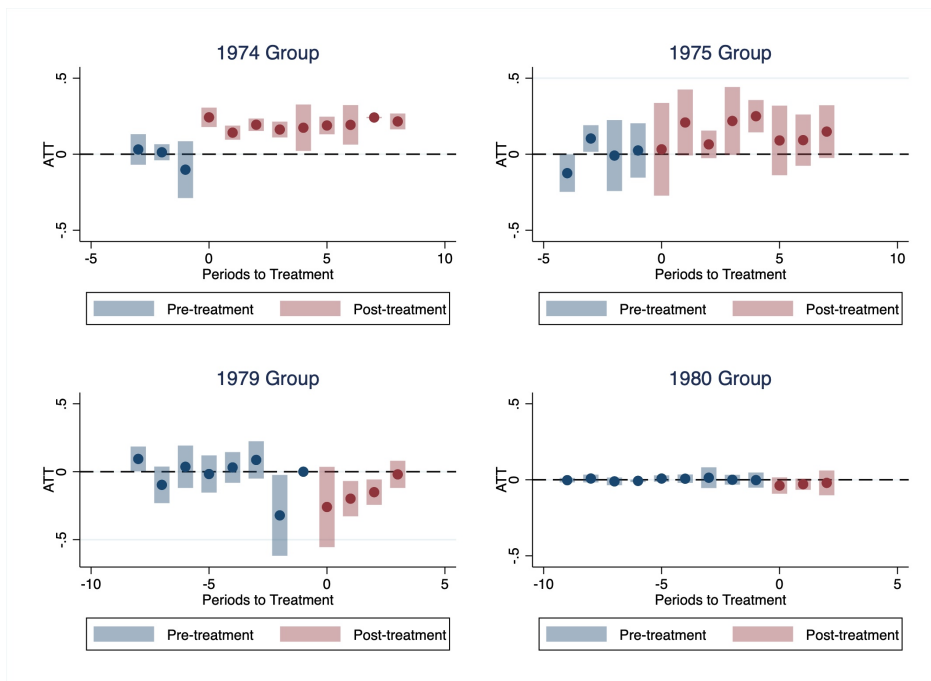 1974 Group
.5
0
-.5
ATT
-5
0
5
10
Periods to Treatment
Pre-treatment
Post-treatment
1975 Group
.5
0
-.5
ATT
-5
0
5
10
Periods to Treatment
Pre-treatment
Post-treatment
1979 Group
.5
0
-.5
ATT
-10
-5
0
5
Periods to Treatment
Pre-treatment
Post-treatment
1980 Group
.5
0
-.5
ATT
-10
-5
0
5
Periods to Treatment
Pre-treatment
Post-treatment